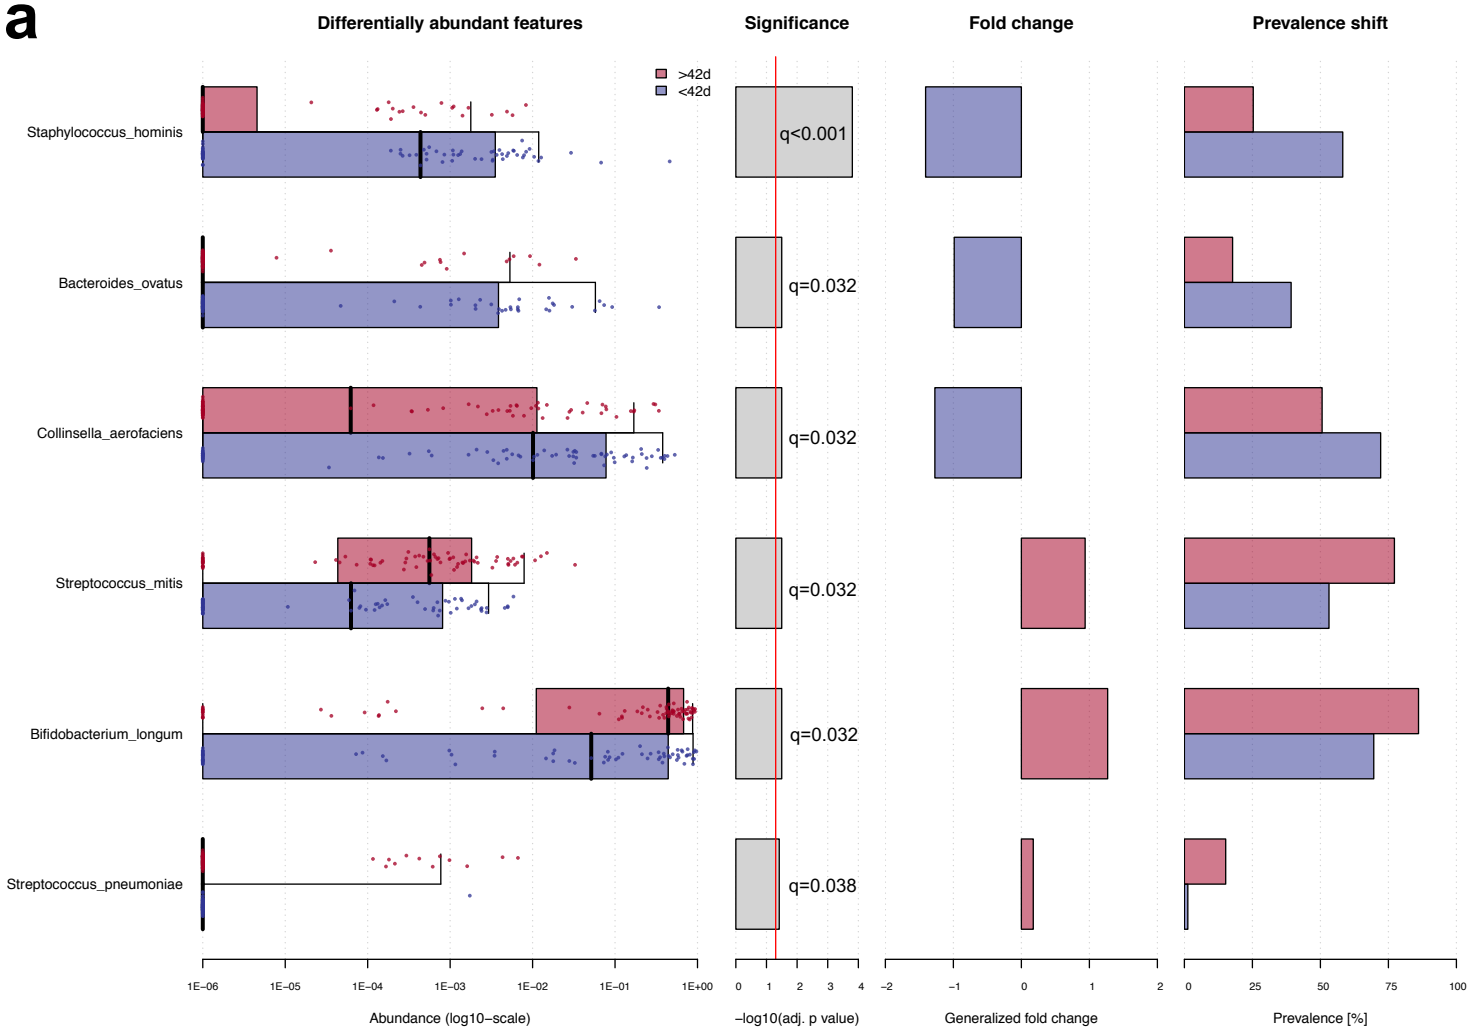 a
Differentially abundant features
Significance
Fold change
Prevalence shift
>42d
<42d
Staphylococcus_hominis
q<0.001
Bacteroides_ovatus
q=0.032
Collinsella_aerofaciens
q=0.032
Streptococcus_mitis
q=0.032
Bifidobacterium_longum
q=0.032
Streptococcus_pneumoniae
q=0.038
1E−06 1E−05 1E−04 1E−03 1E−02 1E−01 1E+00
0 1 2 3 4
−2 −1 0 1 2
0 25 50 75 100
Abundance (log10−scale)
−log10(adj. p value)
Generalized fold change
Prevalence [%]